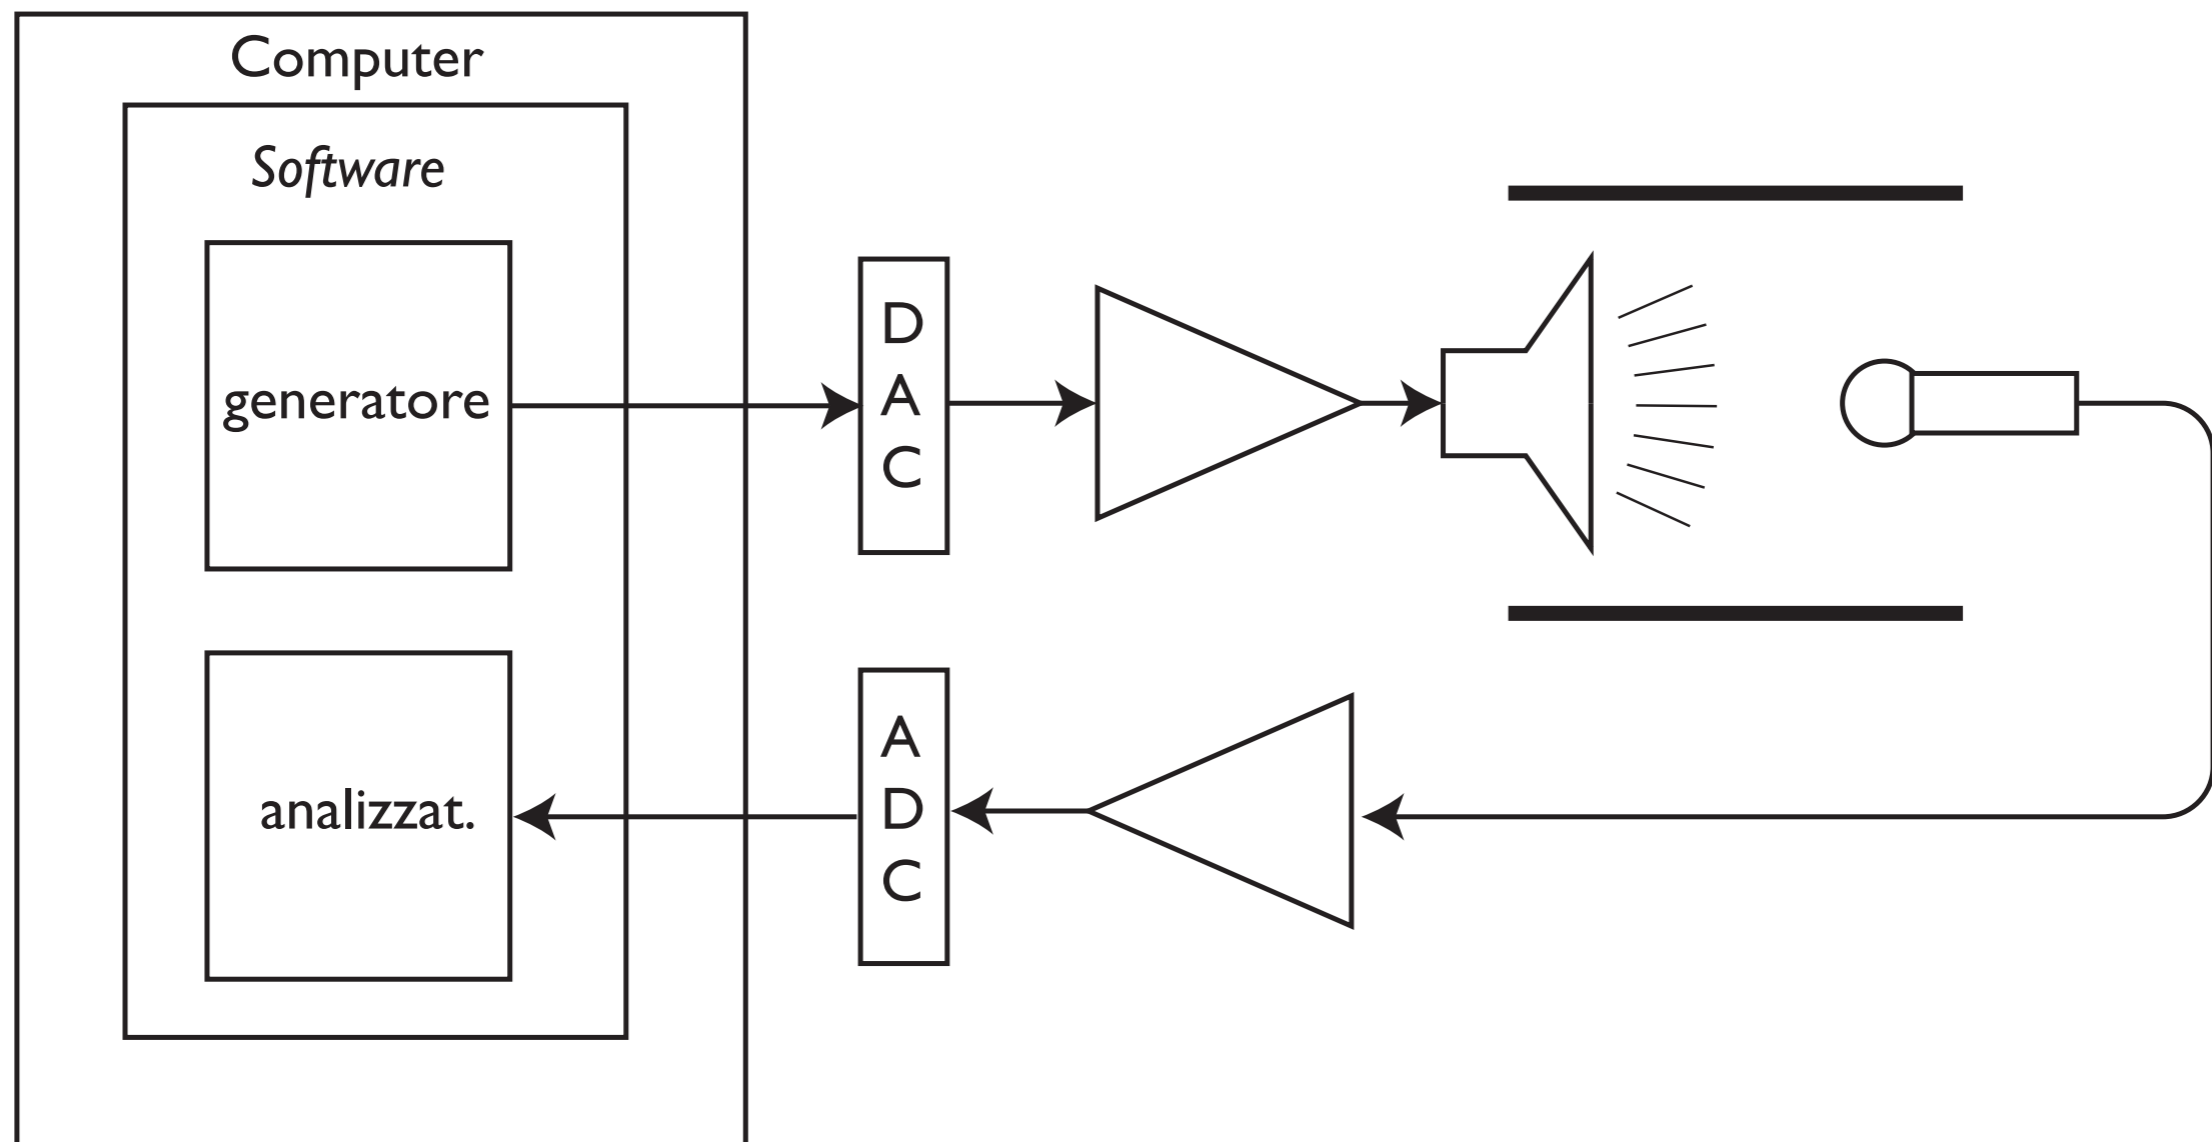 Computer
Software
generatore
D
A
C
analizzat.
A
D
C